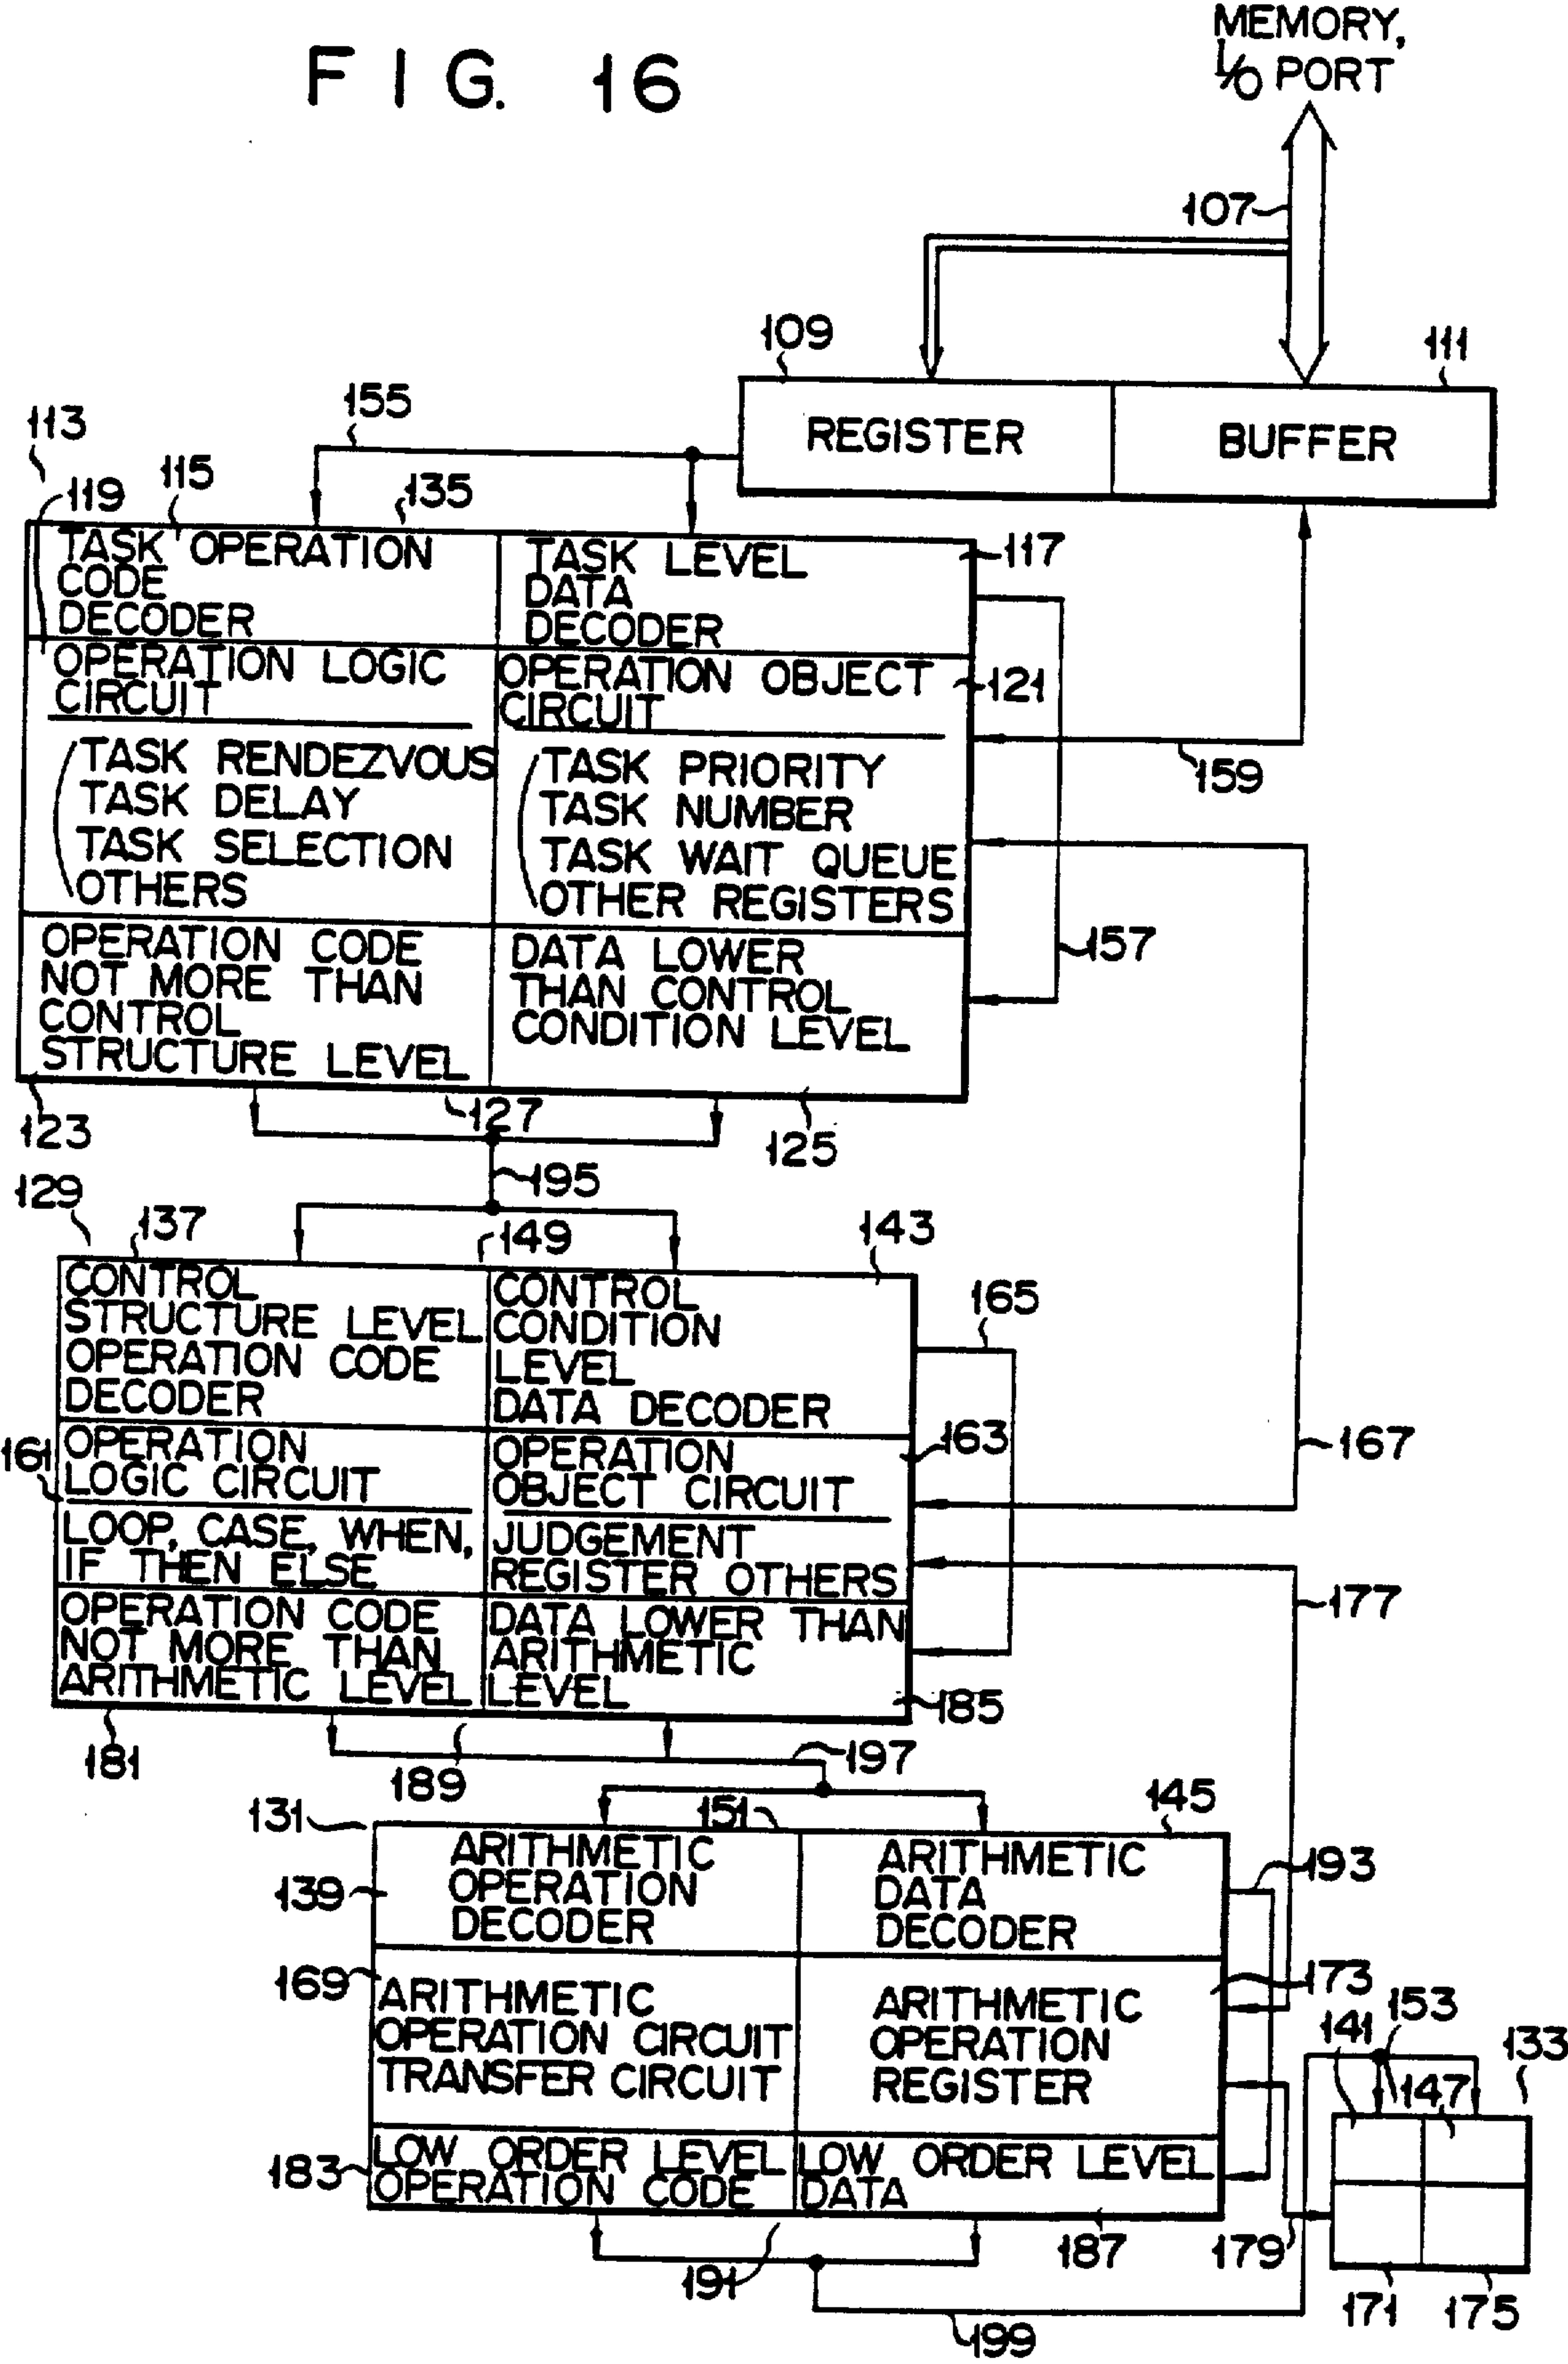 FIG. 16
MEMORY,
I/O PORT
107
109
111
REGISTER
BUFFER
155
113
115
119
135
TASK OPERATION
CODE
DECODER
TASK LEVEL
DATA
DECODER
117
OPERATION LOGIC
CIRCUIT
OPERATION OBJECT
CIRCUIT
121
159
TASK RENDEZVOUS
TASK DELAY
TASK SELECTION
OTHERS
TASK PRIORITY
TASK NUMBER
TASK WAIT QUEUE
OTHER REGISTERS
157
OPERATION CODE
NOT MORE THAN
CONTROL
STRUCTURE LEVEL
DATA LOWER
THAN CONTROL
CONDITION LEVEL
123
127
125
195
129
137
149
143
165
CONTROL
STRUCTURE LEVEL
OPERATION CODE
DECODER
CONTROL
CONDITION
LEVEL
DATA DECODER
161
OPERATION
LOGIC CIRCUIT
OPERATION
OBJECT CIRCUIT
163
167
LOOP, CASE, WHEN,
IF THEN ELSE
JUDGEMENT
REGISTER OTHERS
177
OPERATION CODE
NOT MORE THAN
ARITHMETIC LEVEL
DATA LOWER THAN
ARITHMETIC
LEVEL
185
181
189
197
131
151
145
139
ARITHMETIC
OPERATION
DECODER
ARITHMETIC
DATA
DECODER
193
169
ARITHMETIC
OPERATION CIRCUIT
TRANSFER CIRCUIT
ARITHMETIC
OPERATION
REGISTER
173
141
153
133
147
183
LOW ORDER LEVEL
OPERATION CODE
LOW ORDER LEVEL
DATA
191
187
179
171
175
199